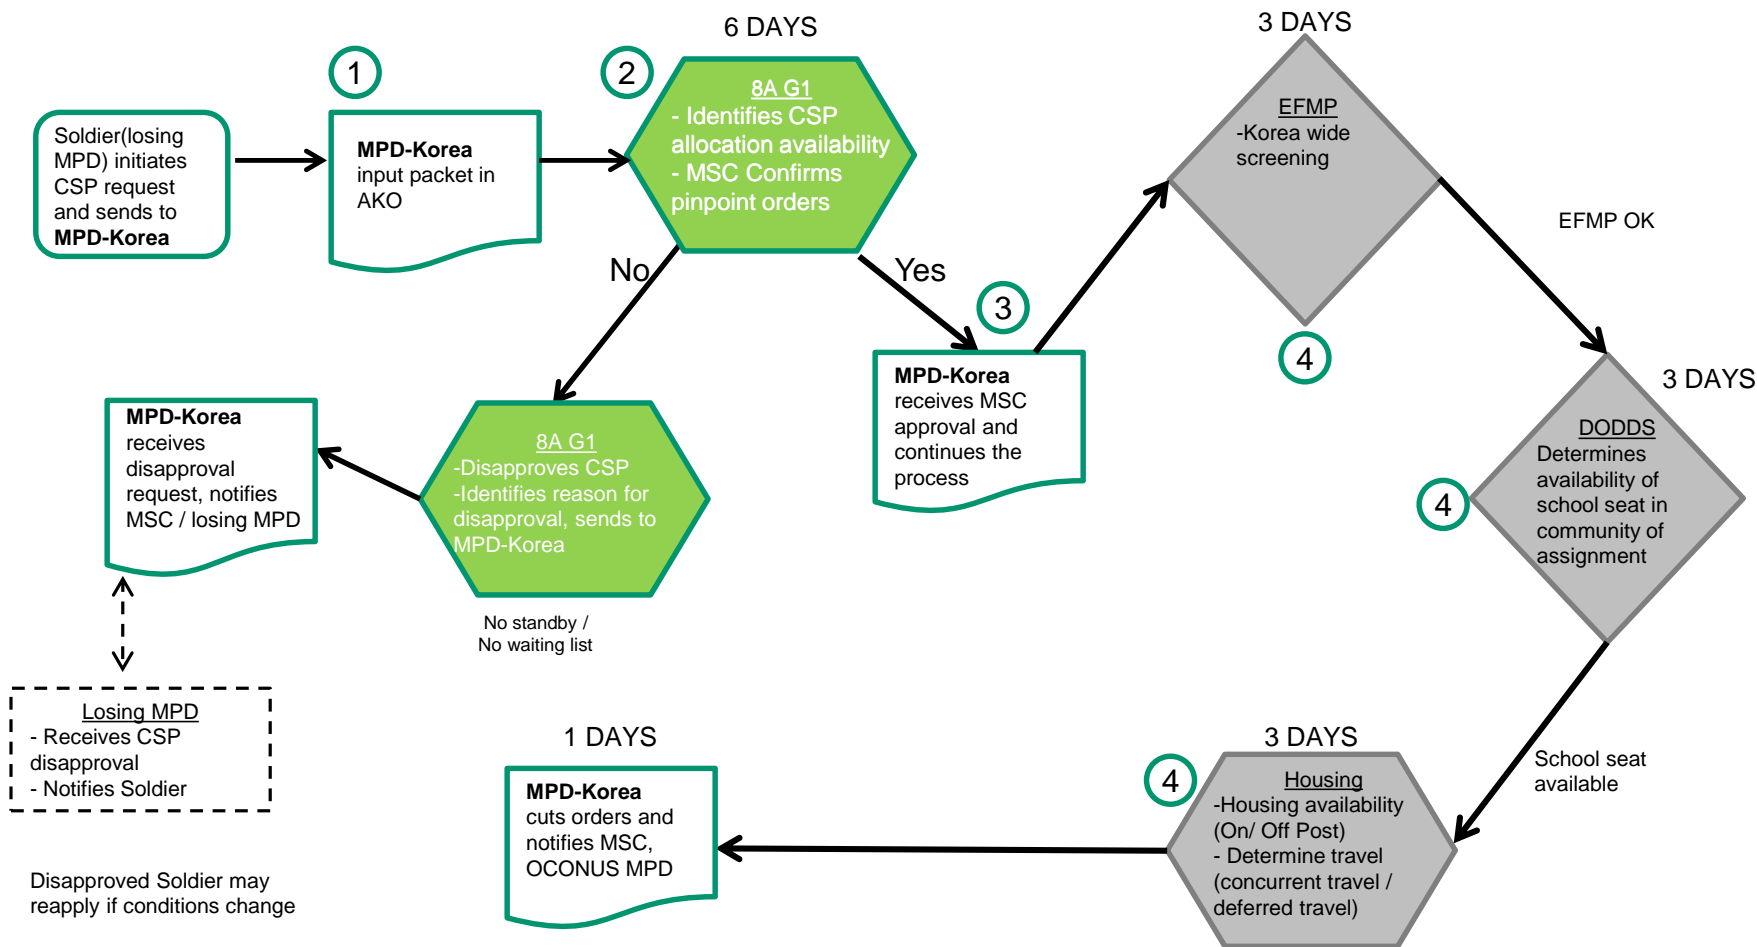 6 DAYS
3 DAYS
1
2
Soldier(losing
MPD) initiates
CSP request
and sends to
MPD-Korea
MPD-Korea
input packet in
AKO
8A G1
- Identifies CSP
allocation availability
- MSC Confirms
pinpoint orders
EFMP
-Korea wide
screening
EFMP OK
No
Yes
3
4
MPD-Korea
receives MSC
approval and
continues the
process
3 DAYS
DODDS
Determines
availability of
school seat in
community of
assignment
4
MPD-Korea
receives
disapproval
request, notifies
MSC / losing MPD
8A G1
-Disapproves CSP
-Identifies reason for
disapproval, sends to
MPD-Korea
No standby /
No waiting list
Losing MPD
- Receives CSP
disapproval
- Notifies Soldier
1 DAYS
3 DAYS
School seat
available
4
MPD-Korea
cuts orders and
notifies MSC,
OCONUS MPD
Housing
-Housing availability
(On/ Off Post)
- Determine travel
(concurrent travel /
deferred travel)
Disapproved Soldier may
reapply if conditions change